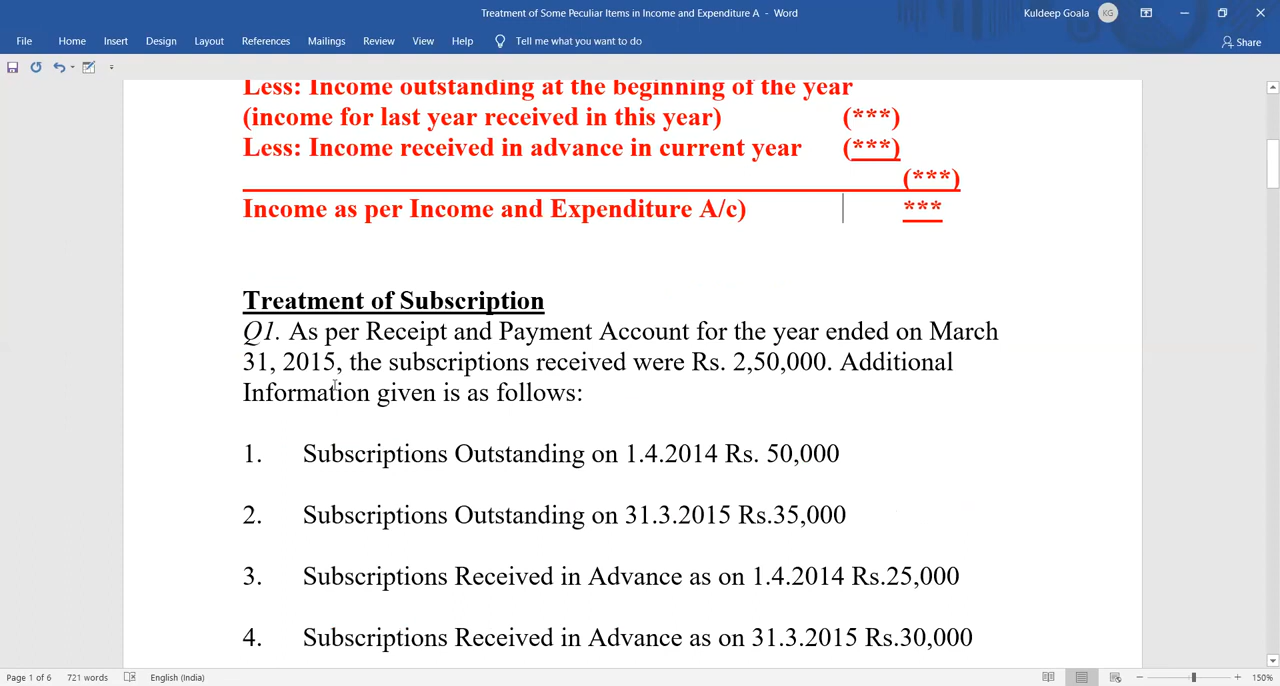 Treatment of Some Peculiar Items in Income and Expenditure A - Word
Kuldeep Goala KG
File Home Insert Design Layout References Mailings Review View Help Tell me what you want to do Share
Less: Income outstanding at the beginning of the year
(income for last year received in this year) (***)
Less: Income received in advance in current year (***)
(***)
Income as per Income and Expenditure A/c) ***
Treatment of Subscription
Q1. As per Receipt and Payment Account for the year ended on March
31, 2015, the subscriptions received were Rs. 2,50,000. Additional
Information given is as follows:
1. Subscriptions Outstanding on 1.4.2014 Rs. 50,000
2. Subscriptions Outstanding on 31.3.2015 Rs.35,000
3. Subscriptions Received in Advance as on 1.4.2014 Rs.25,000
4. Subscriptions Received in Advance as on 31.3.2015 Rs.30,000
Page 1 of 6 721 words English (India) 150%